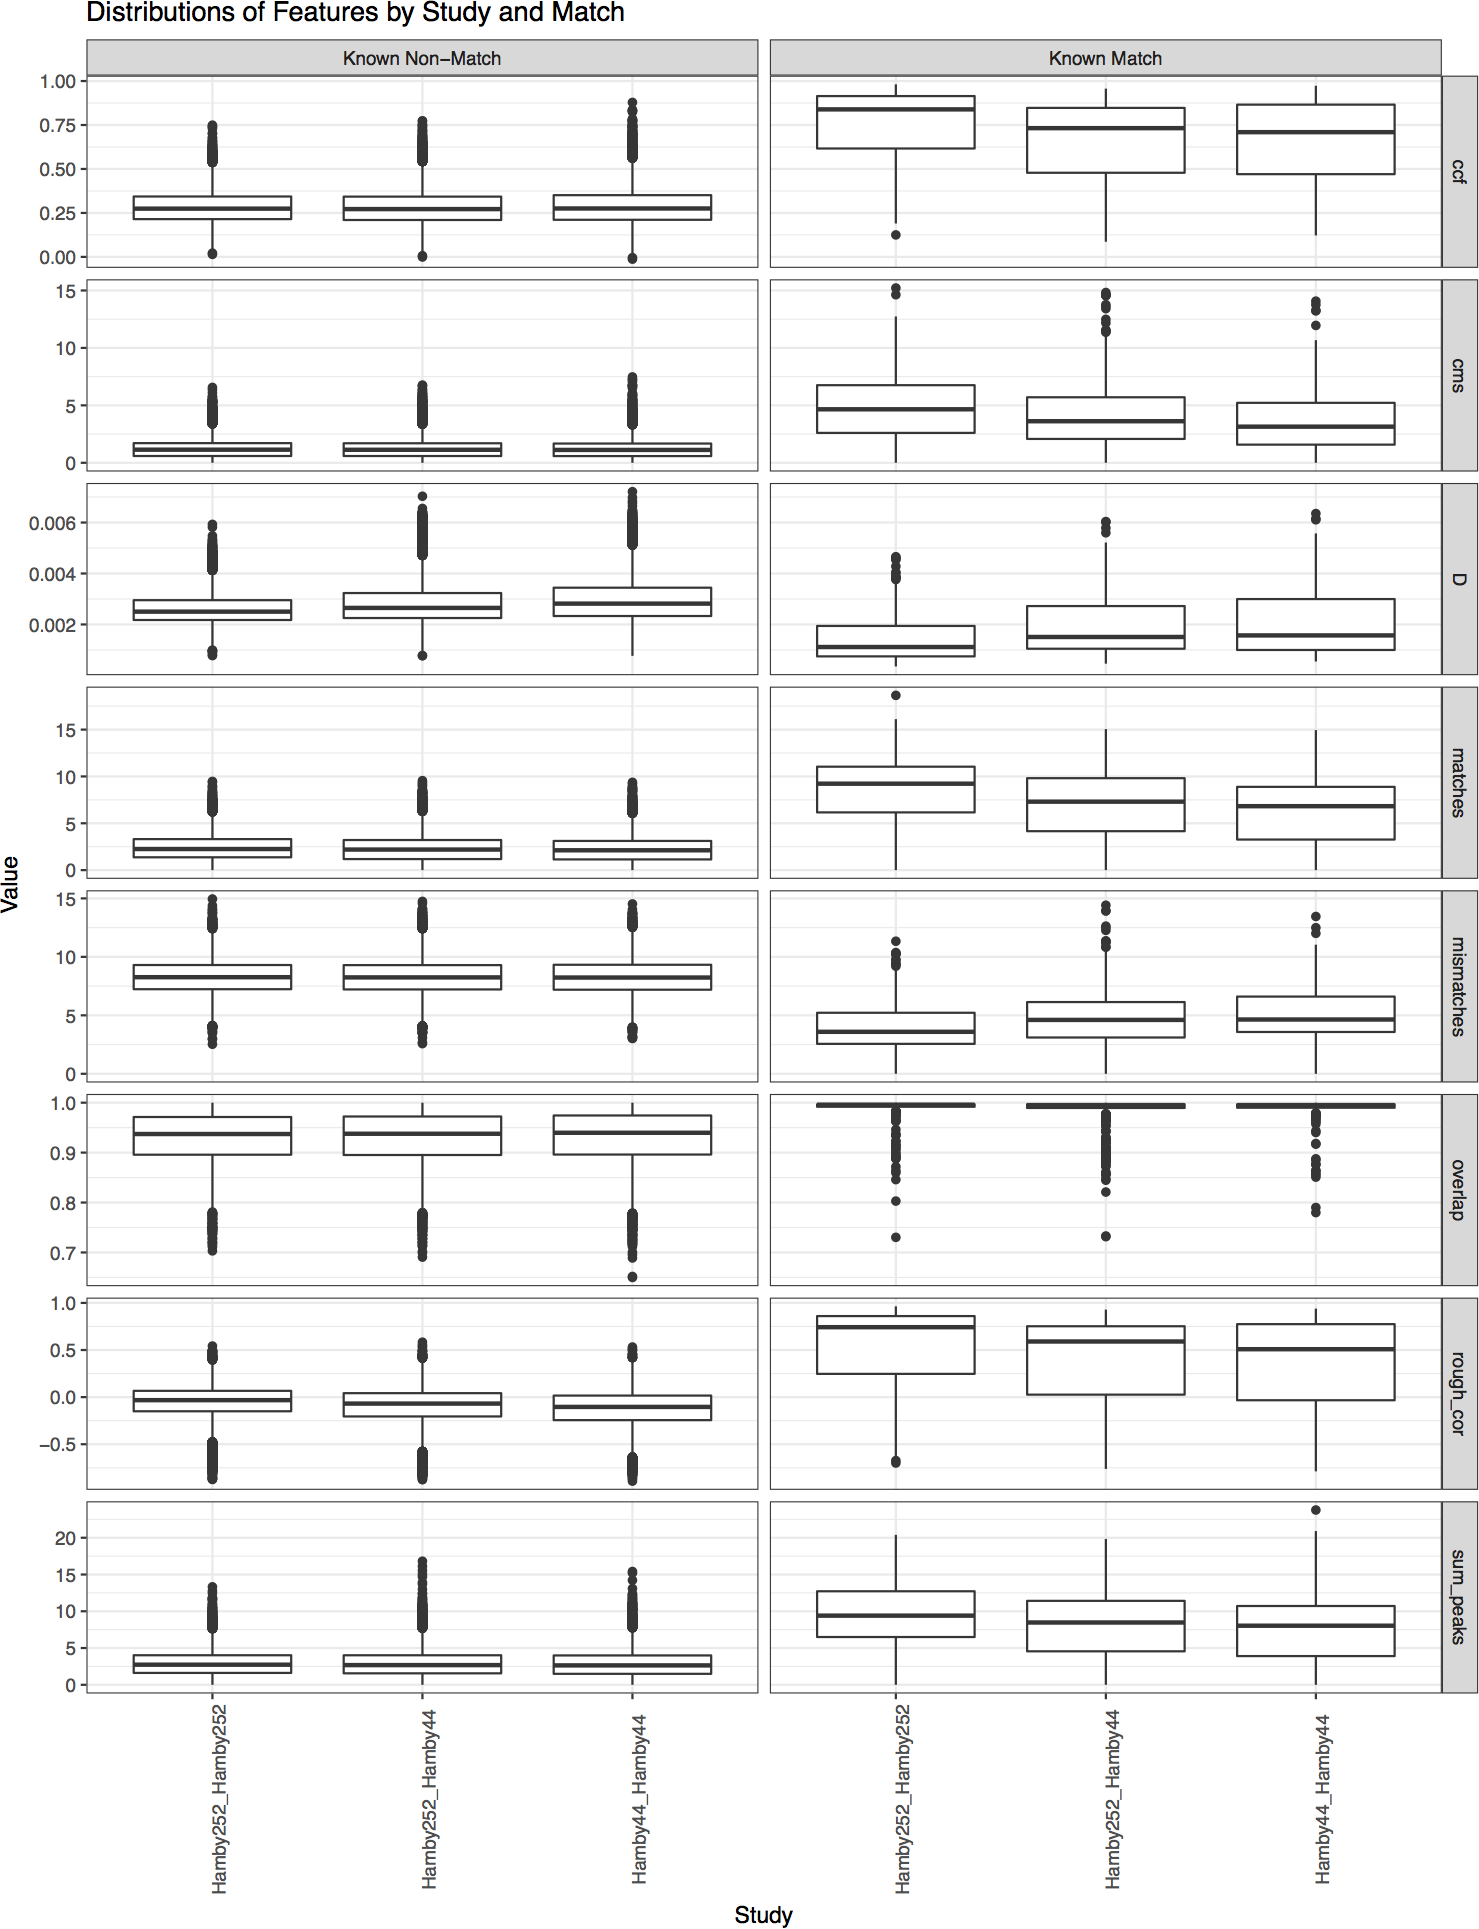 Distributions of Features by Study and Match
Known Non−Match
Known Match
1.00
0.75
0.50
0.25
0.00
ccf
15
10
5
0
cms
0.006
0.004
0.002
D
15
10
5
0
matches
15
10
5
0
mismatches
1.0
0.9
0.8
0.7
overlap
1.0
0.5
0.0
−0.5
rough_cor
20
15
10
5
0
sum_peaks
Value
Hamby252_Hamby252
Hamby252_Hamby44
Hamby44_Hamby44
Hamby252_Hamby252
Hamby252_Hamby44
Hamby44_Hamby44
Study